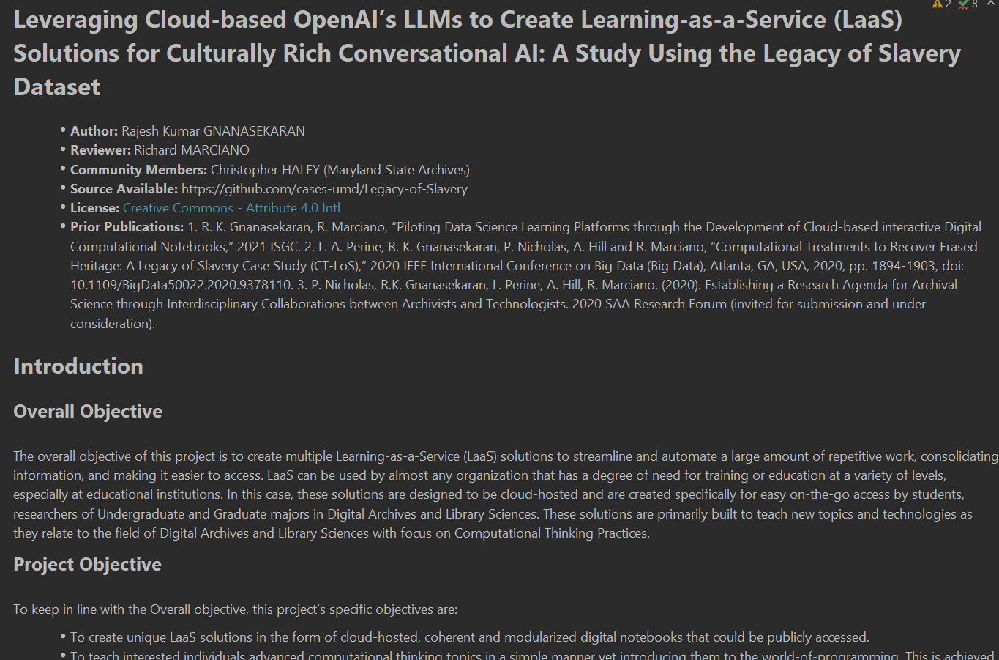 2 8
Leveraging Cloud-based OpenAI’s LLMs to Create Learning-as-a-Service (LaaS)
Solutions for Culturally Rich Conversational AI: A Study Using the Legacy of Slavery
Dataset
• Author: Rajesh Kumar GNANASEKARAN
• Reviewer: Richard MARCIANO
• Community Members: Christopher HALEY (Maryland State Archives)
• Source Available: https://github.com/cases-umd/Legacy-of-Slavery
• License: Creative Commons - Attribute 4.0 Intl
• Prior Publications: 1. R. K. Gnanasekaran, R. Marciano, “Piloting Data Science Learning Platforms through the Development of Cloud-based interactive Digital
Computational Notebooks,” 2021 ISGC. 2. L. A. Perine, R. K. Gnanasekaran, P. Nicholas, A. Hill and R. Marciano, “Computational Treatments to Recover Erased
Heritage: A Legacy of Slavery Case Study (CT-LoS),” 2020 IEEE International Conference on Big Data (Big Data), Atlanta, GA, USA, 2020, pp. 1894-1903, doi:
10.1109/BigData50022.2020.9378110. 3. P. Nicholas, R.K. Gnanasekaran, L. Perine, A. Hill, R. Marciano. (2020). Establishing a Research Agenda for Archival
Science through Interdisciplinary Collaborations between Archivists and Technologists. 2020 SAA Research Forum (invited for submission and under
consideration).
Introduction
Overall Objective
The overall objective of this project is to create multiple Learning-as-a-Service (LaaS) solutions to streamline and automate a large amount of repetitive work, consolidating
information, and making it easier to access. LaaS can be used by almost any organization that has a degree of need for training or education at a variety of levels,
especially at educational institutions. In this case, these solutions are designed to be cloud-hosted and are created specifically for easy on-the-go access by students,
researchers of Undergraduate and Graduate majors in Digital Archives and Library Sciences. These solutions are primarily built to teach new topics and technologies as
they relate to the field of Digital Archives and Library Sciences with focus on Computational Thinking Practices.
Project Objective
To keep in line with the Overall objective, this project’s specific objectives are:
• To create unique LaaS solutions in the form of cloud-hosted, coherent and modularized digital notebooks that could be publicly accessed.
• To teach interested individuals advanced computational thinking topics in a simple manner yet introducing them to the world-of-programming. This is achieved